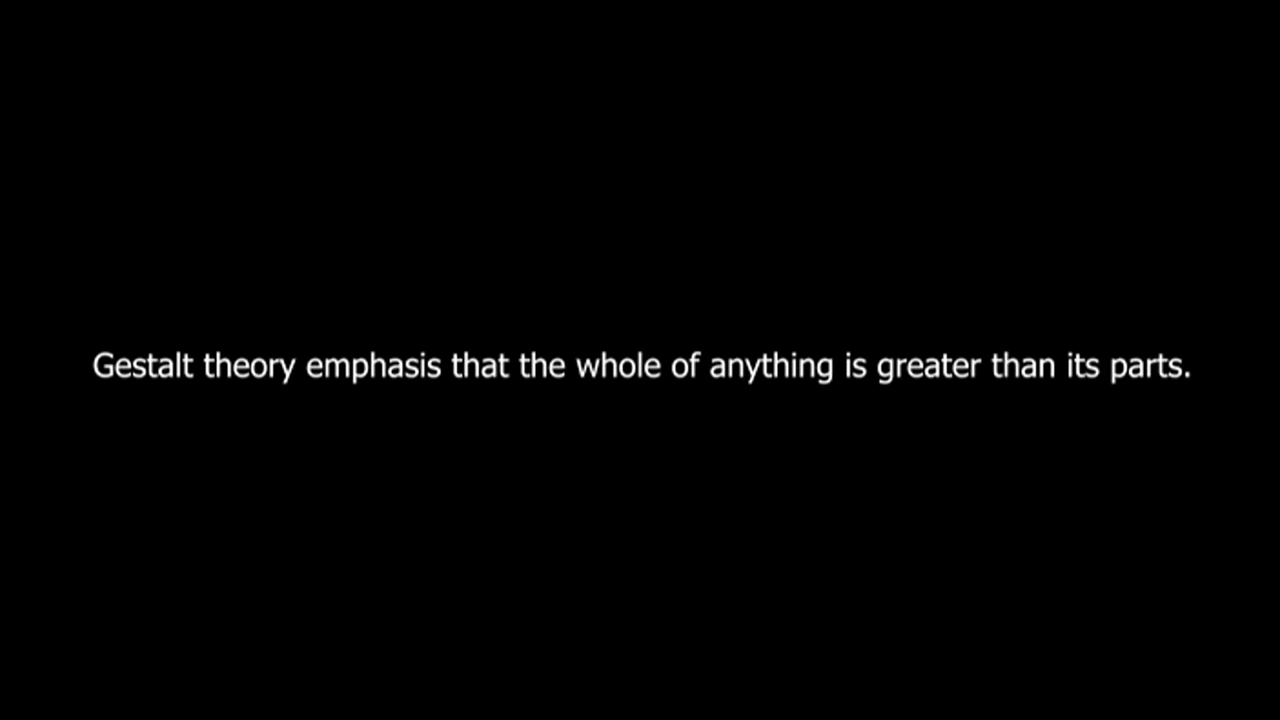 Gestalt theory emphasis that the whole of anything is greater than its parts.